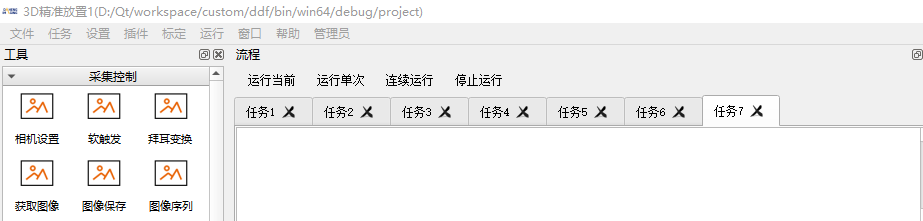 3D精准放置1(D:/Qt/workspace/custom/ddf/bin/win64/debug/project)
文件 任务 设置 插件 标定 运行 窗口 帮助 管理员
工具
采集控制
相机设置 软触发 拜耳变换
获取图像 图像保存 图像序列
流程
运行当前 运行单次 连续运行 停止运行
任务1 任务2 任务3 任务4 任务5 任务6 任务7